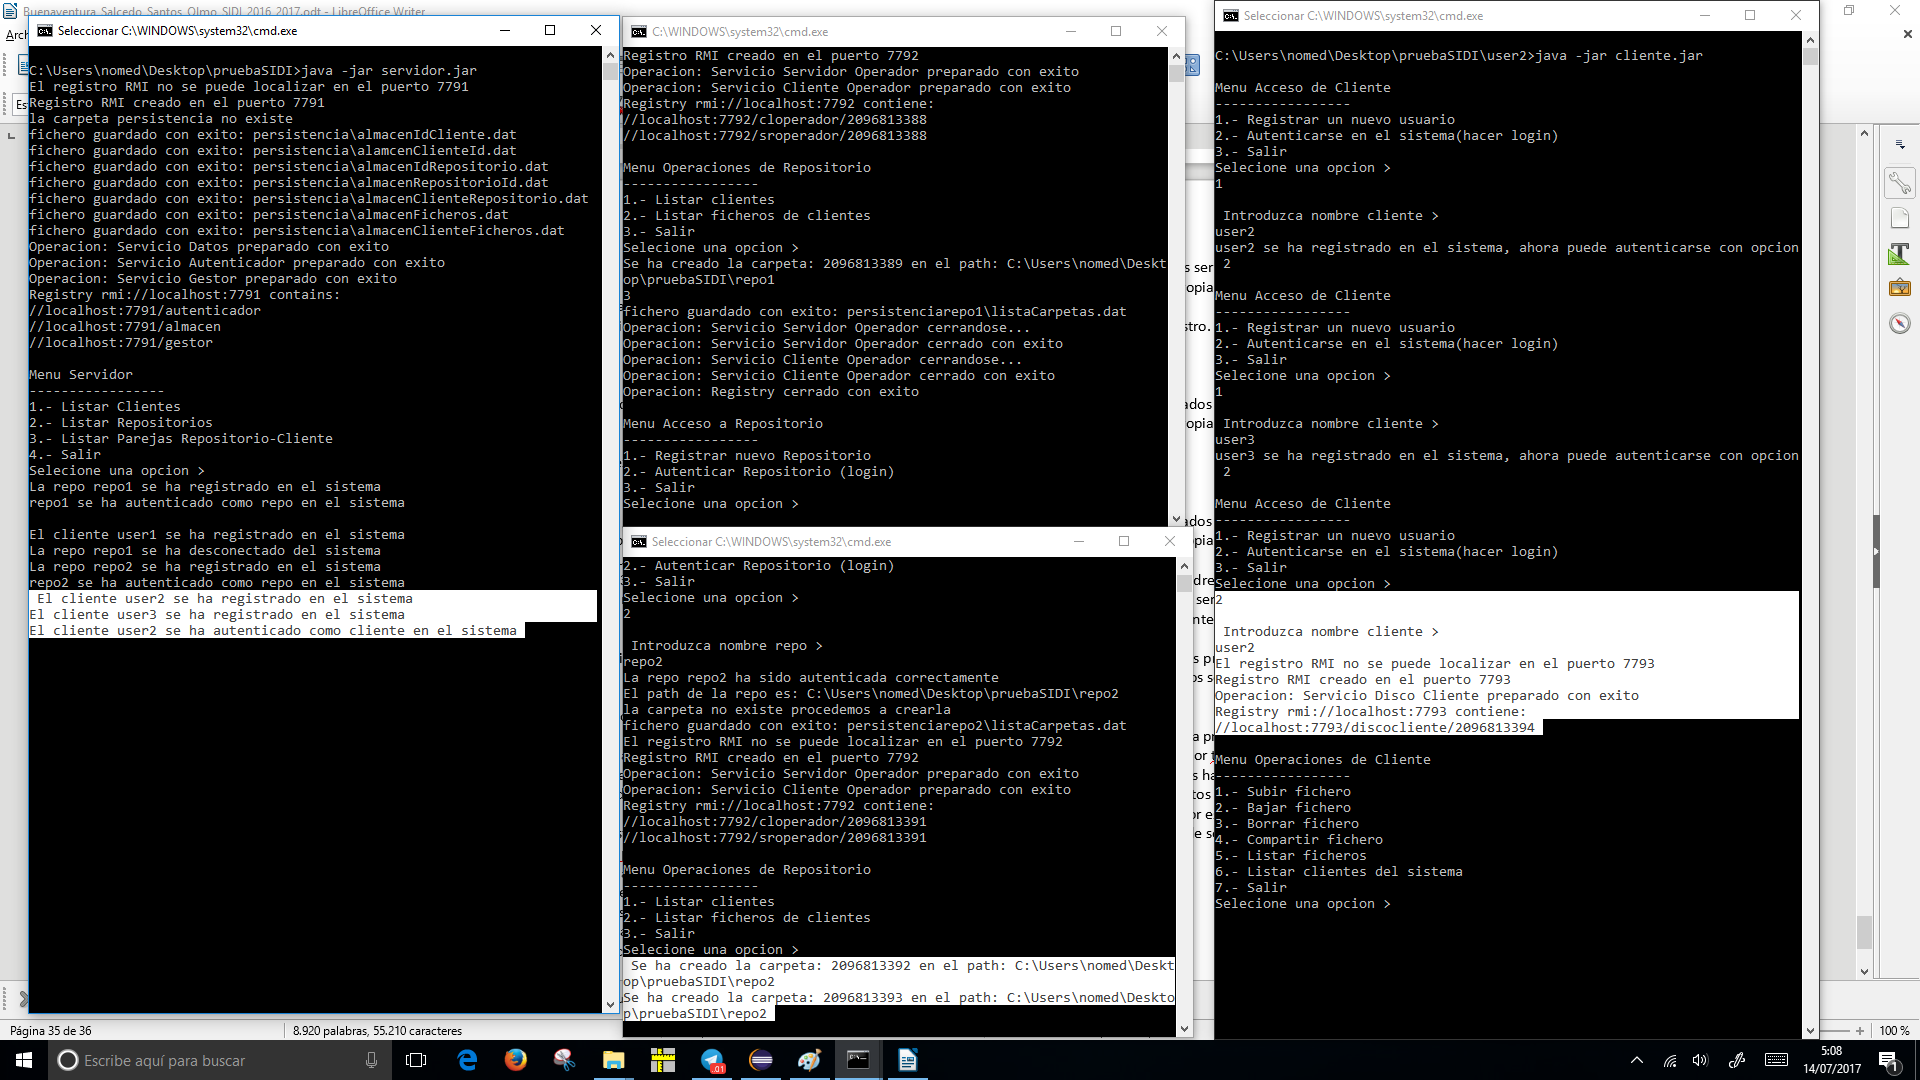 Buenaventura_Salcedo_Santos_Olmo_SIDI_2016_2017.odt - LibreOffice Writer
Seleccionar C:\WINDOWS\system32\cmd.exe
C:\Users\nomed\Desktop\pruebaSIDI>java -jar servidor.jar
El registro RMI no se puede localizar en el puerto 7791
Registro RMI creado en el puerto 7791
la carpeta persistencia no existe
fichero guardado con exito: persistencia\almacenIdCliente.dat
fichero guardado con exito: persistencia\alamcenClienteId.dat
fichero guardado con exito: persistencia\almacenIdRepositorio.dat
fichero guardado con exito: persistencia\almacenRepositorioId.dat
fichero guardado con exito: persistencia\almacenClienteRepositorio.dat
fichero guardado con exito: persistencia\almacenFicheros.dat
fichero guardado con exito: persistencia\almacenClienteFicheros.dat
Operacion: Servicio Datos preparado con exito
Operacion: Servicio Autenticador preparado con exito
Operacion: Servicio Gestor preparado con exito
Registry rmi://localhost:7791 contains:
//localhost:7791/autenticador
//localhost:7791/almacen
//localhost:7791/gestor
Menu Servidor
-----------------
1.- Listar Clientes
2.- Listar Repositorios
3.- Listar Parejas Repositorio-Cliente
4.- Salir
Selecione una opcion >
La repo repo1 se ha registrado en el sistema
repo1 se ha autenticado como repo en el sistema
El cliente user1 se ha registrado en el sistema
La repo repo1 se ha desconectado del sistema
La repo repo2 se ha registrado en el sistema
repo2 se ha autenticado como repo en el sistema
El cliente user2 se ha registrado en el sistema
El cliente user3 se ha registrado en el sistema
El cliente user2 se ha autenticado como cliente en el sistema
C:\WINDOWS\system32\cmd.exe
Registro RMI creado en el puerto 7792
Operacion: Servicio Servidor Operador preparado con exito
Operacion: Servicio Cliente Operador preparado con exito
Registry rmi://localhost:7792 contiene:
//localhost:7792/cloperador/2096813388
//localhost:7792/sroperador/2096813388
Menu Operaciones de Repositorio
-----------------
1.- Listar clientes
2.- Listar ficheros de clientes
3.- Salir
Selecione una opcion >
Se ha creado la carpeta: 2096813389 en el path: C:\Users\nomed\Deskt
op\pruebaSIDI\repo1
3
fichero guardado con exito: persistenciarepo1\listaCarpetas.dat
Operacion: Servicio Servidor Operador cerrandose...
Operacion: Servicio Servidor Operador cerrado con exito
Operacion: Servicio Cliente Operador cerrandose...
Operacion: Servicio Cliente Operador cerrado con exito
Operacion: Registry cerrado con exito
Menu Acceso a Repositorio
-----------------
1.- Registrar nuevo Repositorio
2.- Autenticar Repositorio (login)
3.- Salir
Selecione una opcion >
Seleccionar C:\WINDOWS\system32\cmd.exe
2.- Autenticar Repositorio (login)
3.- Salir
Selecione una opcion >
2
Introduzca nombre repo >
repo2
La repo repo2 ha sido autenticada correctamente
El path de la repo es: C:\Users\nomed\Desktop\pruebaSIDI\repo2
la carpeta no existe procedemos a crearla
fichero guardado con exito: persistenciarepo2\listaCarpetas.dat
El registro RMI no se puede localizar en el puerto 7792
Registro RMI creado en el puerto 7792
Operacion: Servicio Servidor Operador preparado con exito
Operacion: Servicio Cliente Operador preparado con exito
Registry rmi://localhost:7792 contiene:
//localhost:7792/cloperador/2096813391
//localhost:7792/sroperador/2096813391
Menu Operaciones de Repositorio
-----------------
1.- Listar clientes
2.- Listar ficheros de clientes
3.- Salir
Selecione una opcion >
Se ha creado la carpeta: 2096813392 en el path: C:\Users\nomed\Deskt
op\pruebaSIDI\repo2
Se ha creado la carpeta: 2096813393 en el path: C:\Users\nomed\Deskto
p\pruebaSIDI\repo2
Seleccionar C:\WINDOWS\system32\cmd.exe
C:\Users\nomed\Desktop\pruebaSIDI\user2>java -jar cliente.jar
Menu Acceso de Cliente
-----------------
1.- Registrar un nuevo usuario
2.- Autenticarse en el sistema(hacer login)
3.- Salir
Selecione una opcion >
1
Introduzca nombre cliente >
user2
user2 se ha registrado en el sistema, ahora puede autenticarse con opcion
2
Menu Acceso de Cliente
-----------------
1.- Registrar un nuevo usuario
2.- Autenticarse en el sistema(hacer login)
3.- Salir
Selecione una opcion >
1
Introduzca nombre cliente >
user3
user3 se ha registrado en el sistema, ahora puede autenticarse con opcion
2
Menu Acceso de Cliente
-----------------
1.- Registrar un nuevo usuario
2.- Autenticarse en el sistema(hacer login)
3.- Salir
Selecione una opcion >
2
Introduzca nombre cliente >
user2
El registro RMI no se puede localizar en el puerto 7793
Registro RMI creado en el puerto 7793
Operacion: Servicio Disco Cliente preparado con exito
Registry rmi://localhost:7793 contiene:
//localhost:7793/discocliente/2096813394
Menu Operaciones de Cliente
-----------------
1.- Subir fichero
2.- Bajar fichero
3.- Borrar fichero
4.- Compartir fichero
5.- Listar ficheros
6.- Listar clientes del sistema
7.- Salir
Selecione una opcion >
Página 35 de 36
8.920 palabras, 55.210 caracteres
100 %
Escribe aquí para buscar
.01
5:08
14/07/2017
1